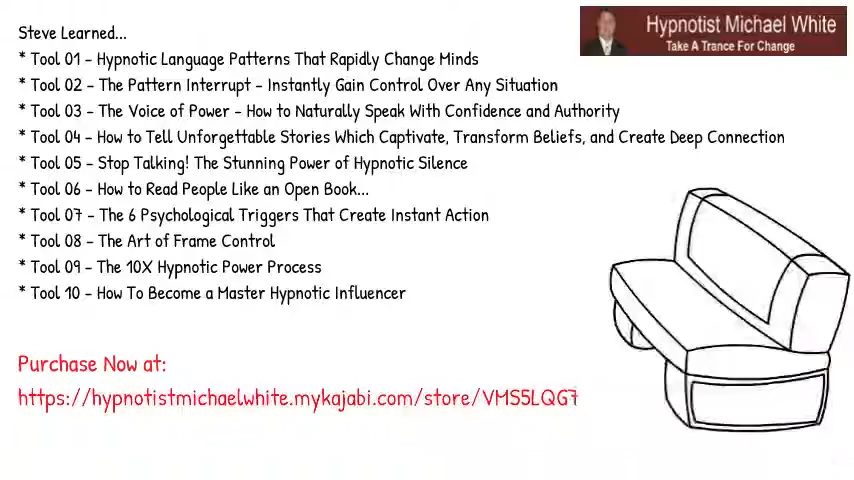 Steve Learned...
* Tool 01 - Hypnotic Language Patterns That Rapidly Change Minds
* Tool 02 - The Pattern Interrupt - Instantly Gain Control Over Any Situation
* Tool 03 - The Voice of Power - How to Naturally Speak With Confidence and Authority
* Tool 04 - How to Tell Unforgettable Stories Which Captivate, Transform Beliefs, and Create Deep Connection
* Tool 05 - Stop Talking! The Stunning Power of Hypnotic Silence
* Tool 06 - How to Read People Like an Open Book...
* Tool 07 - The 6 Psychological Triggers That Create Instant Action
* Tool 08 - The Art of Frame Control
* Tool 09 - The 10X Hypnotic Power Process
* Tool 10 - How To Become a Master Hypnotic Influencer
Purchase Now at:
https://hypnotistmichaelwhite.mykajabi.com/store/VMS5LQG7
Hypnotist Michael White
Take A Trance For Change